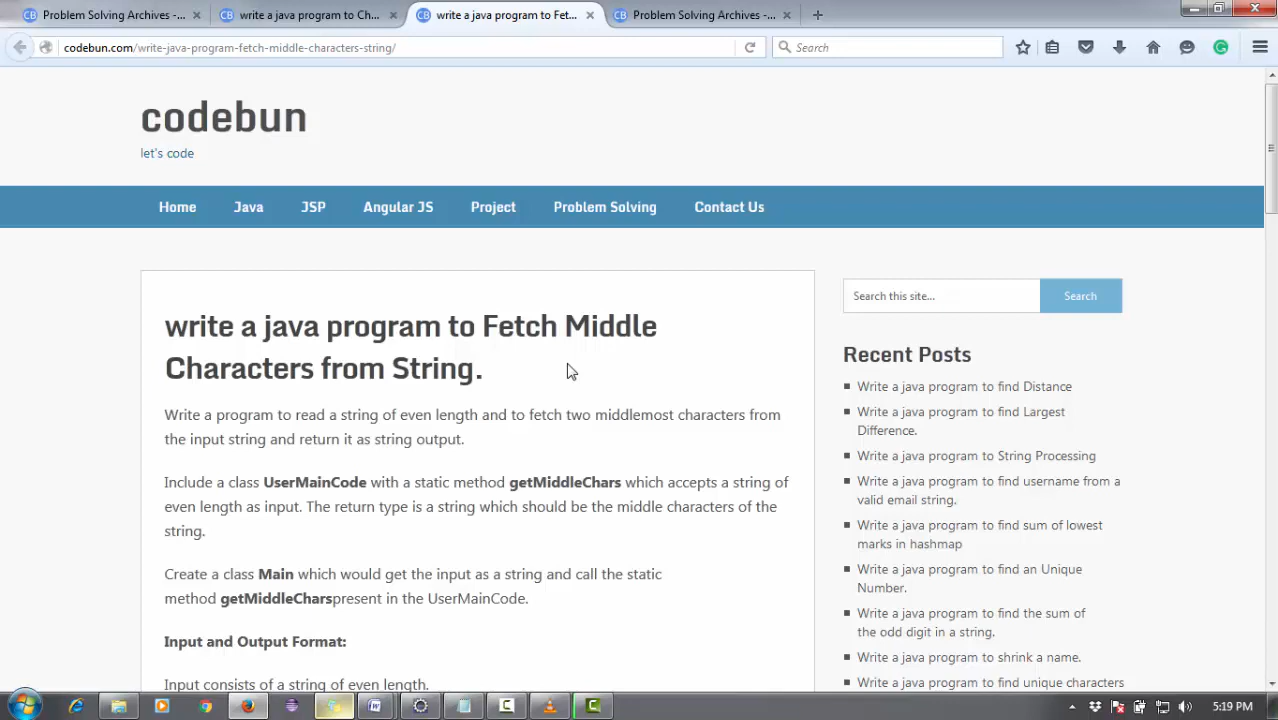 Problem Solving Archives -...
write a java program to Ch...
write a java program to Fet...
Problem Solving Archives -...
codebun.com/write-java-program-fetch-middle-characters-string/
Search
codebun
let's code
Home Java JSP Angular JS Project Problem Solving Contact Us
write a java program to Fetch Middle
Characters from String.
Write a program to read a string of even length and to fetch two middlemost characters from
the input string and return it as string output.
Include a class UserMainCode with a static method getMiddleChars which accepts a string of
even length as input. The return type is a string which should be the middle characters of the
string.
Create a class Main which would get the input as a string and call the static
method getMiddleCharspresent in the UserMainCode.
Input and Output Format:
Input consists of a string of even length.
Search this site...
Search
Recent Posts
Write a java program to find Distance
Write a java program to find Largest
Difference.
Write a java program to String Processing
Write a java program to find username from a
valid email string.
Write a java program to find sum of lowest
marks in hashmap
Write a java program to find an Unique
Number.
Write a java program to find the sum of
the odd digit in a string.
Write a java program to shrink a name.
Write a java program to find unique characters
5:19 PM